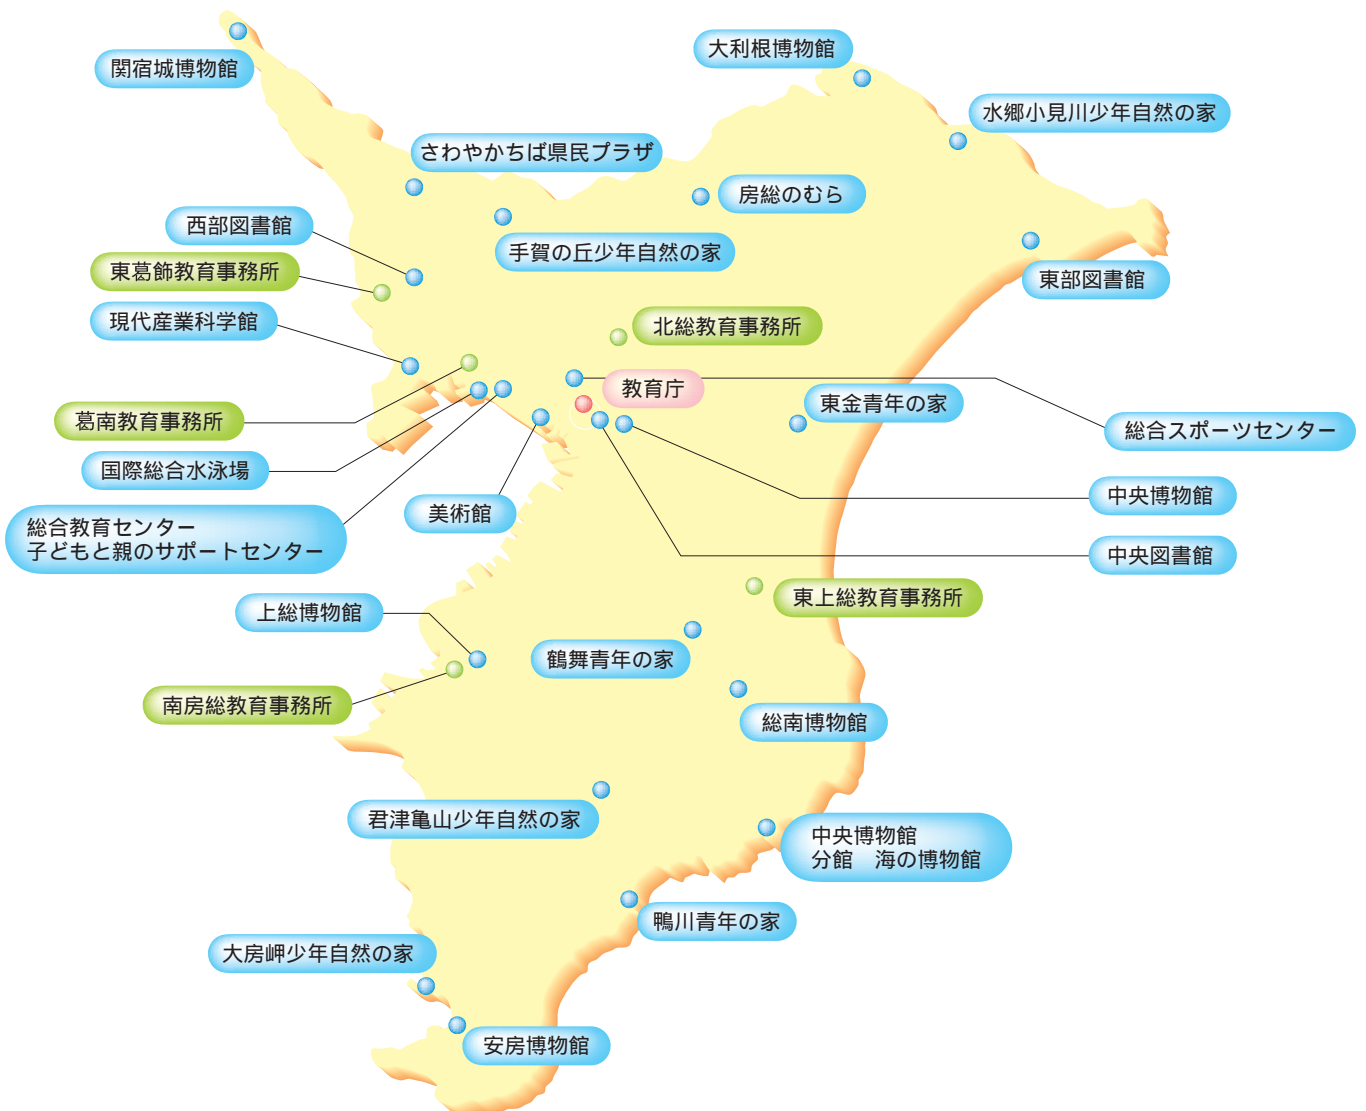 関宿城博物館
大利根博物館
水郷小見川少年自然の家
さわやかちば県民プラザ
房総のむら
西部図書館
手賀の丘少年自然の家
東葛飾教育事務所
東部図書館
現代産業科学館
北総教育事務所
教育庁
東金青年の家
葛南教育事務所
総合スポーツセンター
国際総合水泳場
中央博物館
美術館
総合教育センター
子どもと親のサポートセンター
中央図書館
東上総教育事務所
上総博物館
鶴舞青年の家
南房総教育事務所
総南博物館
君津亀山少年自然の家
中央博物館
分館　海の博物館
鴨川青年の家
大房岬少年自然の家
安房博物館